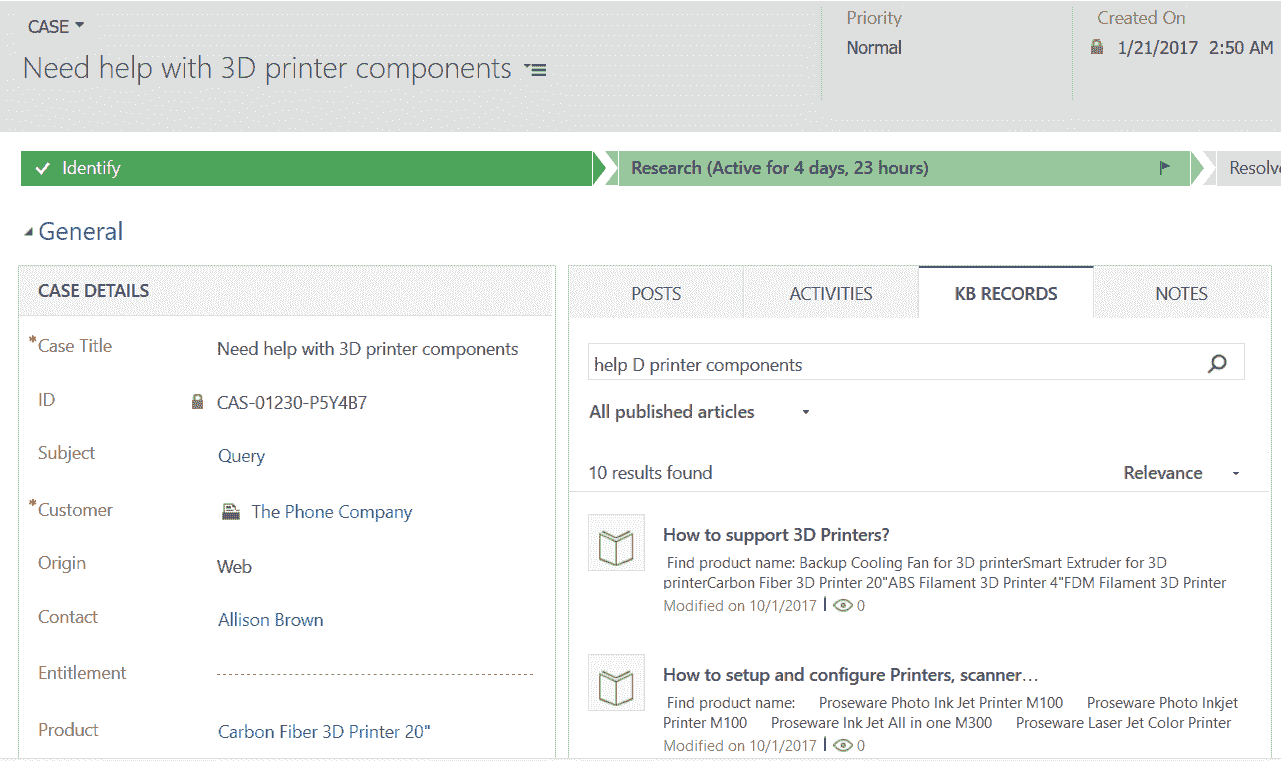 CASE
Need help with 3D printer components
Priority
Normal
Created On
1/21/2017 2:50 AM
Identify
Research (Active for 4 days, 23 hours)
Resolve
General
CASE DETAILS
*Case Title
Need help with 3D printer components
ID
CAS-01230-P5Y4B7
Subject
Query
*Customer
The Phone Company
Origin
Web
Contact
Allison Brown
Entitlement
Product
Carbon Fiber 3D Printer 20"
POSTS
ACTIVITIES
KB RECORDS
NOTES
help D printer components
All published articles
10 results found
Relevance
How to support 3D Printers?
Find product name: Backup Cooling Fan for 3D printerSmart Extruder for 3D
printerCarbon Fiber 3D Printer 20"ABS Filament 3D Printer 4"FDM Filament 3D Printer
Modified on 10/1/2017 | 0
How to setup and configure Printers, scanner…
Find product name: Proseware Photo Ink Jet Printer M100 Proseware Photo Inkjet
Printer M100 Proseware Ink Jet All in one M300 Proseware Laser Jet Color Printer
Modified on 10/1/2017 | 0